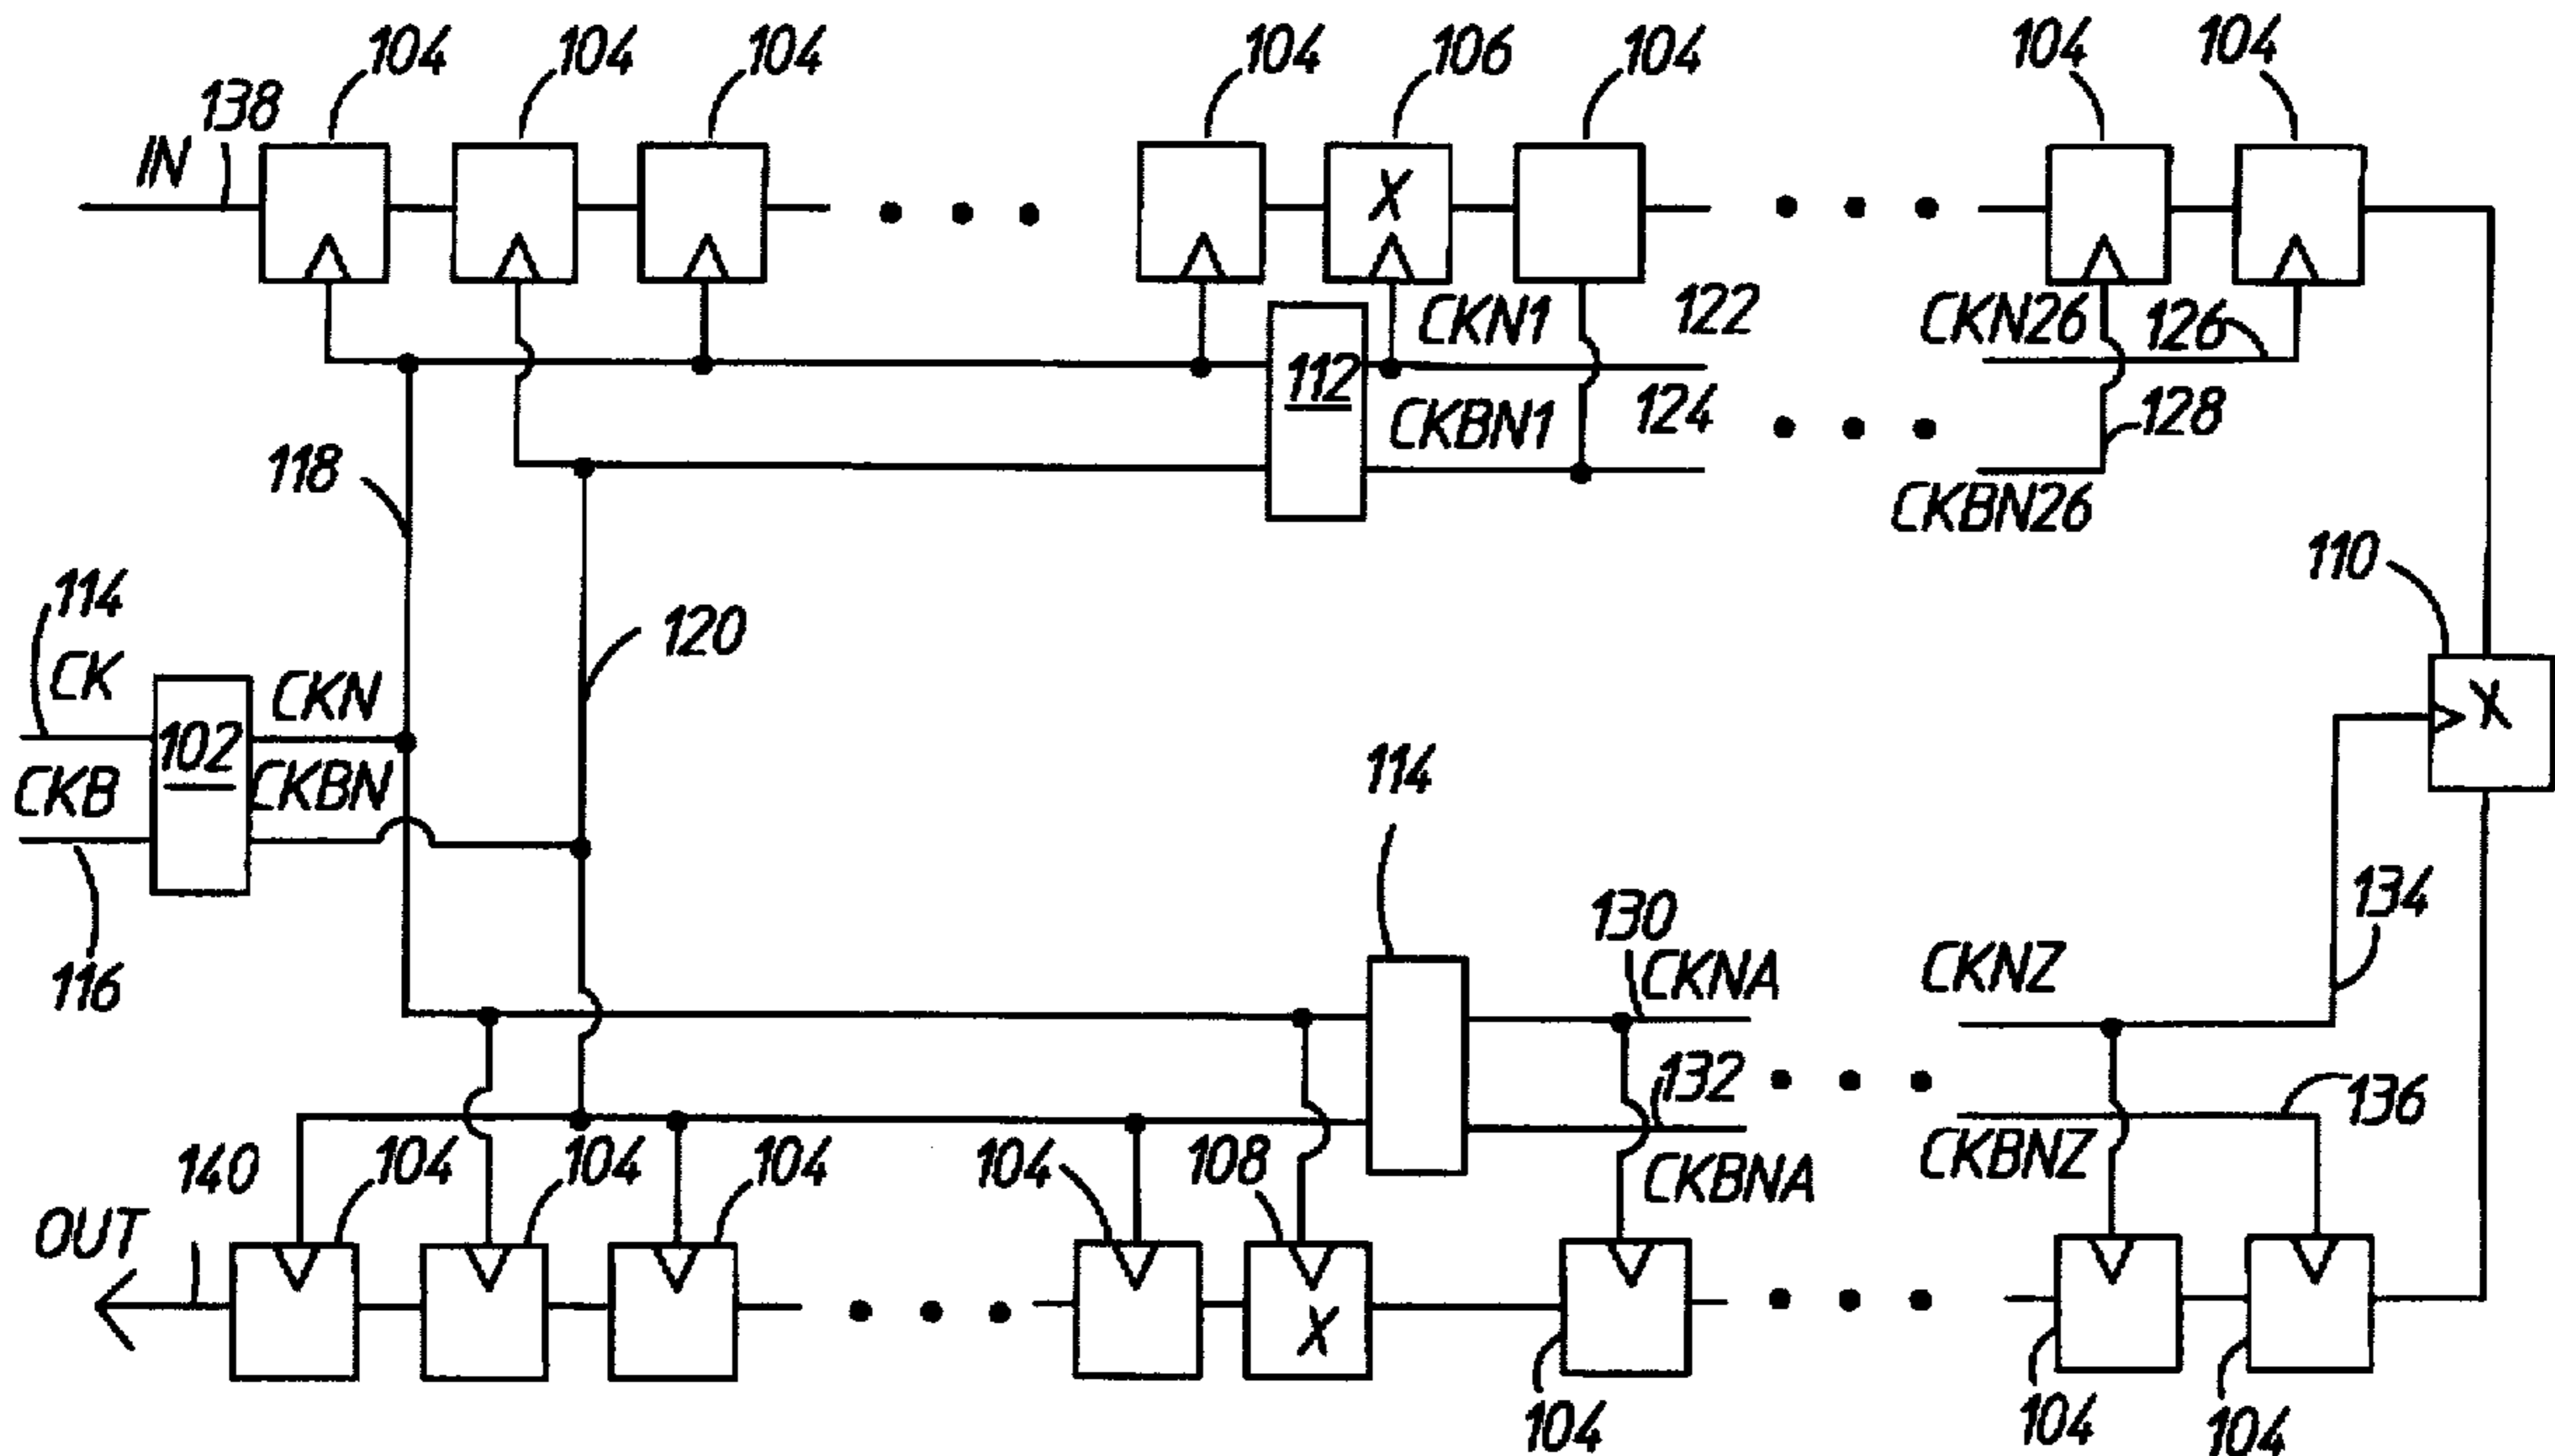 104 104 104 104 106 104 104 104
138
IN
X
CKN1 122 CKN26 126
112
CKBN1 124 128
118 CKBN26
110
114
120
CK CKN X
102
CKB CKBN
114
134
116 130
CKNA CKNZ
132 136
140 104 104 104 104 108 CKBNA CKBNZ
OUT
X
104 104 104